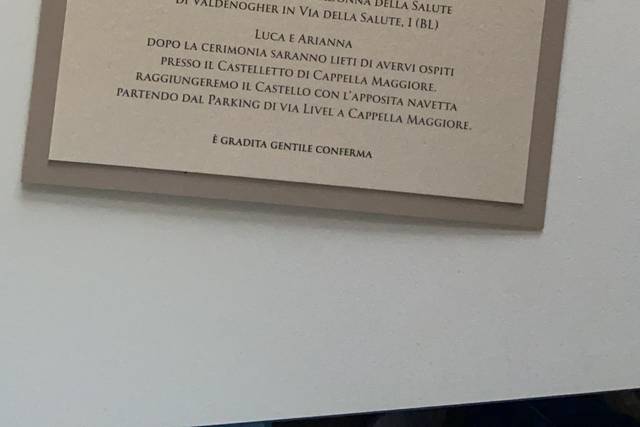 DELLA SALUTE
DI VALDENOGHER IN VIA DELLA SALUTE, 1 (BL)
LUCA E ARIANNA
DOPO LA CERIMONIA SARANNO LIETI DI AVERVI OSPITI
PRESSO IL CASTELLETTO DI CAPPELLA MAGGIORE.
RAGGIUNGEREMO IL CASTELLO CON L'APPOSITA NAVETTA
PARTENDO DAL PARKING DI VIA LIVEL A CAPPELLA MAGGIORE.
È GRADITA GENTILE CONFERMA